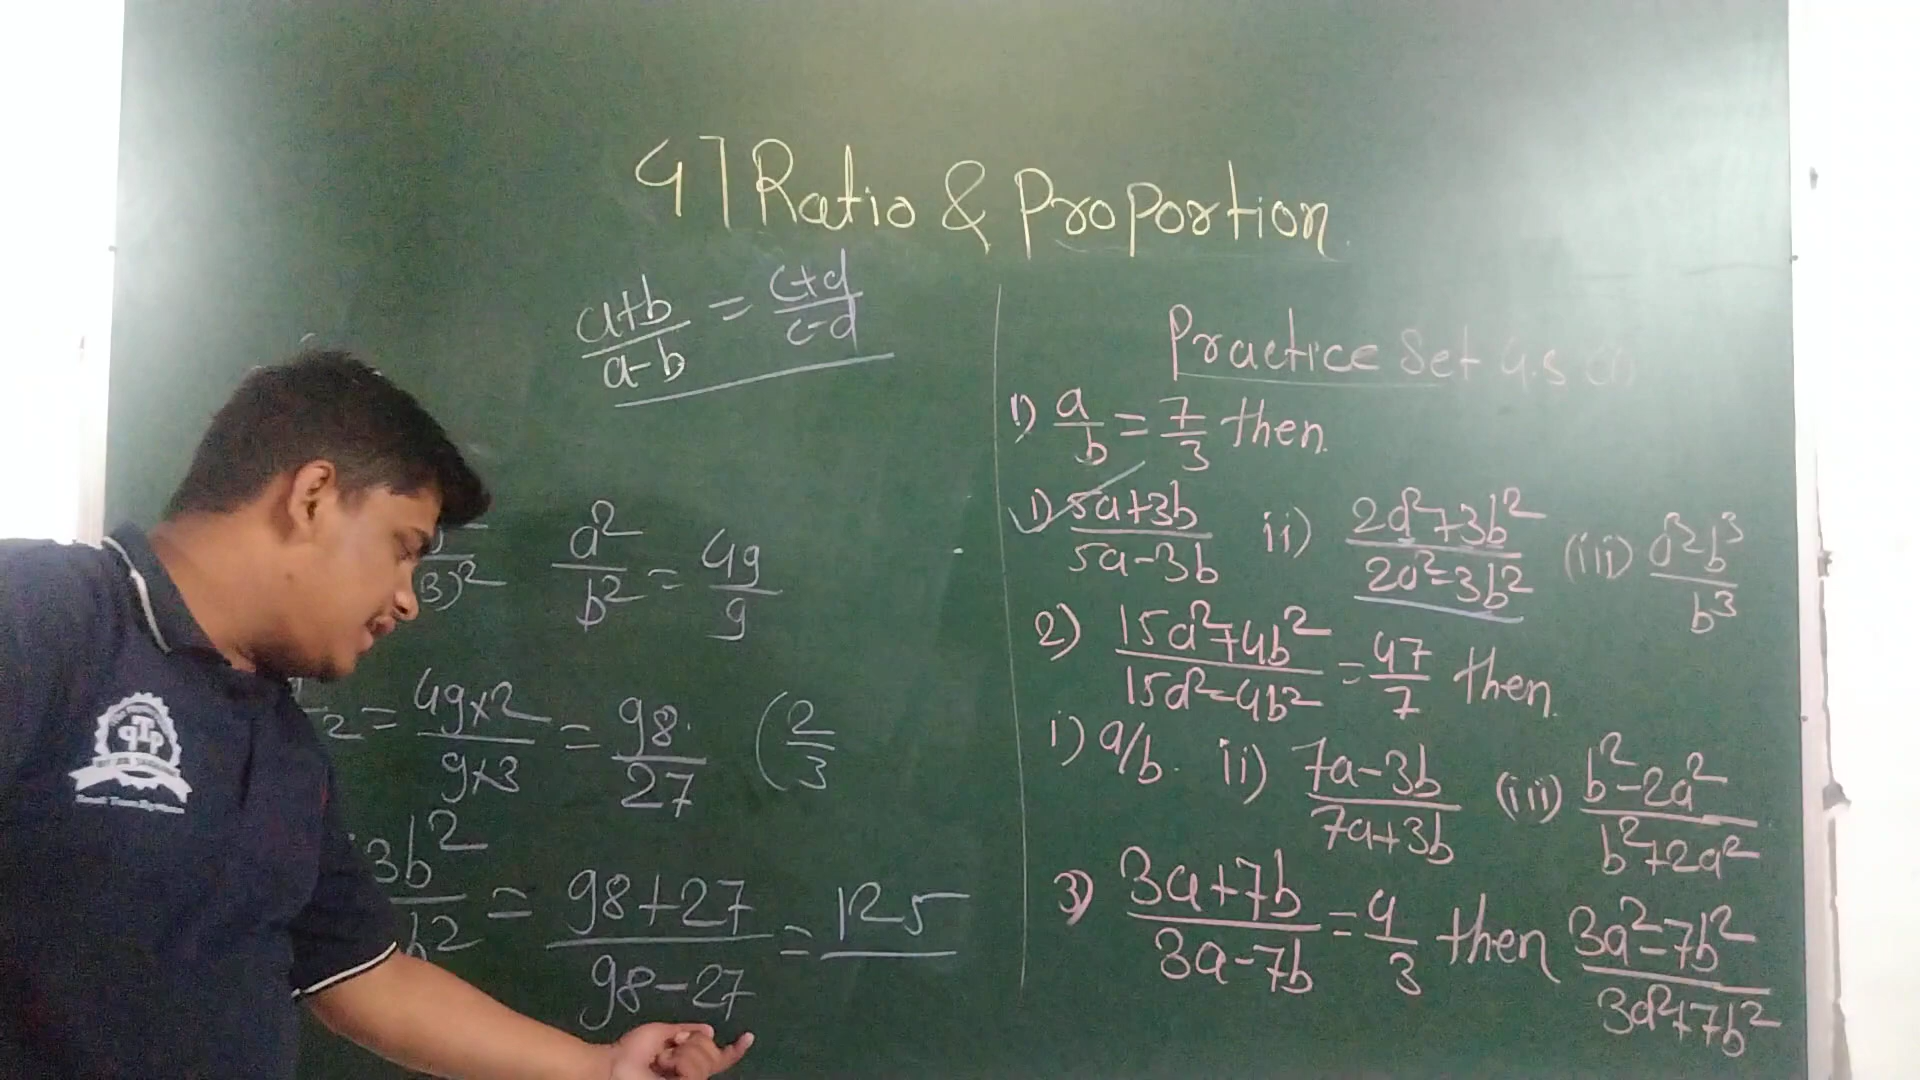 4] Ratio & Proportion
a+b/a-b = c+d/c-d
a²/b² = 49/9
= 49×2/9×3 = 98/27 (2/3
3b²/b² = 98+27/98-27 = 125
Practice Set 4.
1) a/b = 7/3 then
i) 5a+3b/5a-3b ii) 2a²+3b²/2a²-3b² (iii) b³/b³
2) 15a²+4b²/15a²-4b² = 47/7 then
i) a/b. ii) 7a-3b/7a+3b (iii) b²-2a²/b²+2a²
3) 3a+7b/3a-7b = 4/3 then 3a²-7b²/3a²+7b²